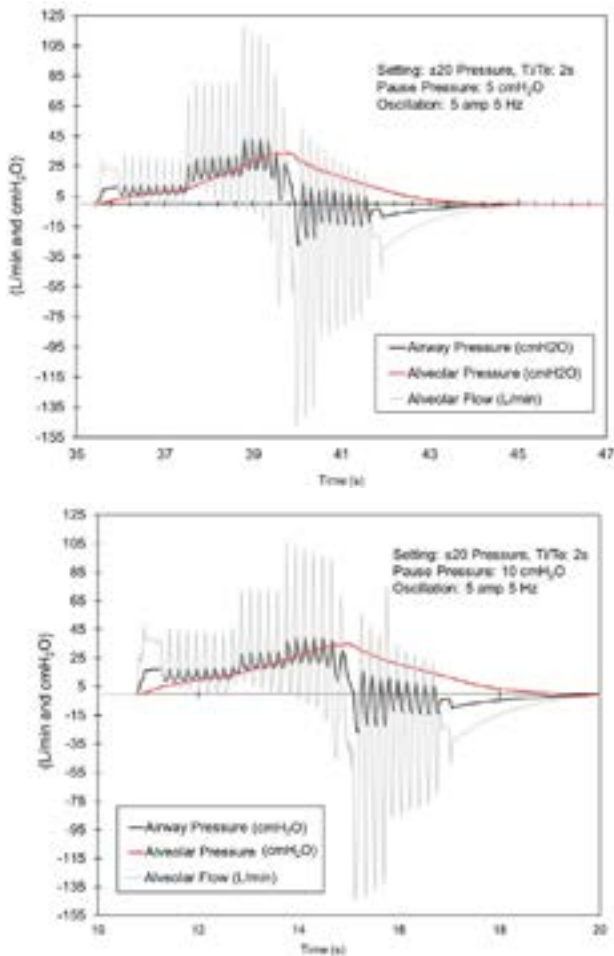 125
105
85
65
45
25
5
-15
-35
-55
-75
-95
-115
-135
-155
(L/min and cmH₂O)
Setting: ±20 Pressure, Ti/Te: 2s
Pause Pressure: 5 cmH₂O
Oscillation: 5 amp 5 Hz
Airway Pressure (cmH2O)
Alveolar Pressure (cmH2O)
Alveolar Flow (L/min)
35 37 39 41 43 45 47
Time (s)
125
105
85
65
45
25
5
-15
-35
-55
-75
-95
-115
-135
-155
(L/min and cmH₂O)
Setting: ±20 Pressure, Ti/Te: 2s
Pause Pressure: 10 cmH₂O
Oscillation: 5 amp 5 Hz
Airway Pressure (cmH₂O)
Alveolar Pressure (cmH₂O)
Alveolar Flow (L/min)
10 12 14 16 18 20
Time (s)